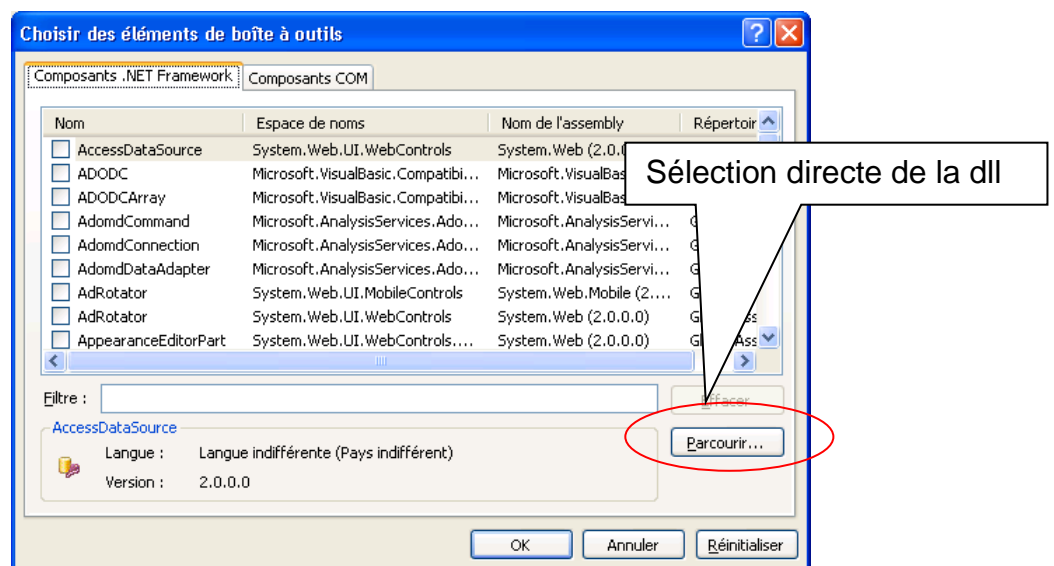 Choisir des éléments de boîte à outils
Composants .NET Framework Composants COM
Nom Espace de noms Nom de l'assembly Répertoir
AccessDataSource System.Web.UI.WebControls System.Web (2.0.
Sélection directe de la dll
ADODC Microsoft.VisualBasic.Compatibi... Microsoft.VisualBas
ADODCArray Microsoft.VisualBasic.Compatibi... Microsoft.VisualBas
AdomdCommand Microsoft.AnalysisServices.Ado... Microsoft.AnalysisServi... G
AdomdConnection Microsoft.AnalysisServices.Ado... Microsoft.AnalysisServi... G
AdomdDataAdapter Microsoft.AnalysisServices.Ado... Microsoft.AnalysisServi... G
AdRotator System.Web.UI.MobileControls System.Web.Mobile (2.... G
AdRotator System.Web.UI.WebControls System.Web (2.0.0.0)
AppearanceEditorPart System.Web.UI.WebControls.... System.Web (2.0.0.0)
Filtre :
Effacer
AccessDataSource
Parcourir...
Langue : Langue indifférente (Pays indifférent)
Version : 2.0.0.0
OK Annuler Réinitialiser